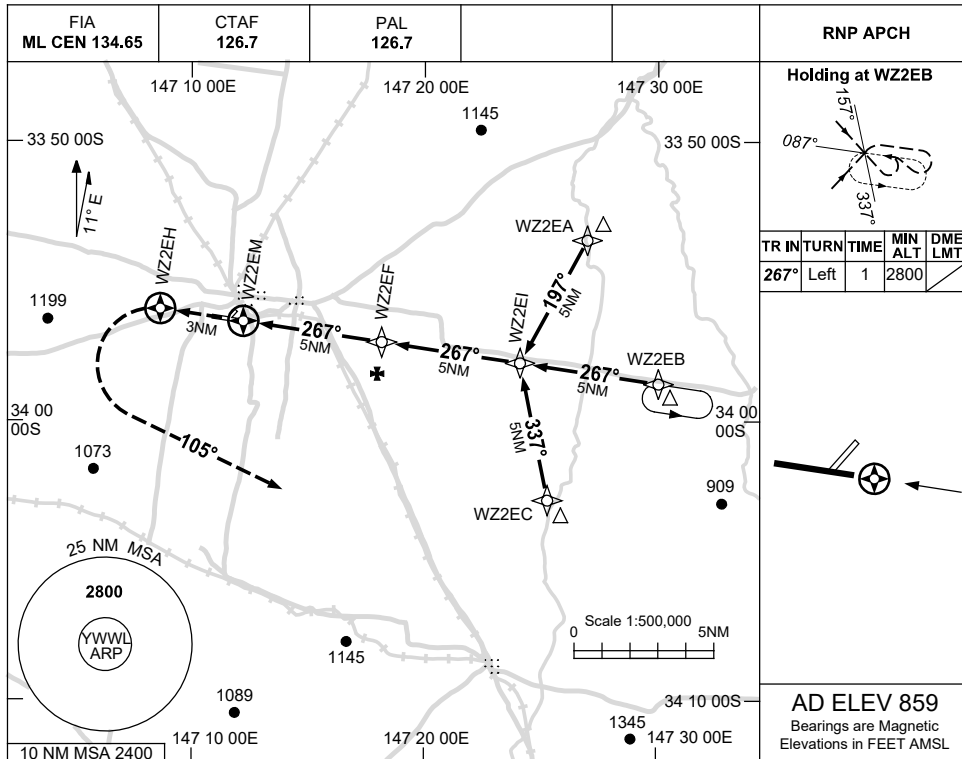 FIA
ML CEN 134.65
CTAF
126.7
PAL
126.7
RNP APCH
147 10 00E
147 20 00E
147 30 00E
Holding at WZ2EB
157°
087°
337°
TR IN TURN TIME MIN ALT DME LMT
267° Left 1 2800
33 50 00S
33 50 00S
1145
11° E
WZ2EA
197°
5NM
WZ2EH
WZ2EM
WZ2EF
WZ2EI
WZ2EB
1199
3NM
267°
5NM
267°
5NM
267°
5NM
34 00
00S
34 00
00S
337°
5NM
105°
1073
WZ2EC
909
25 NM MSA
2800
YWWL
ARP
Scale 1:500,000
0 5NM
1145
1089
1345
34 10 00S
10 NM MSA 2400
147 10 00E
147 20 00E
147 30 00E
AD ELEV 859
Bearings are Magnetic
Elevations in FEET AMSL